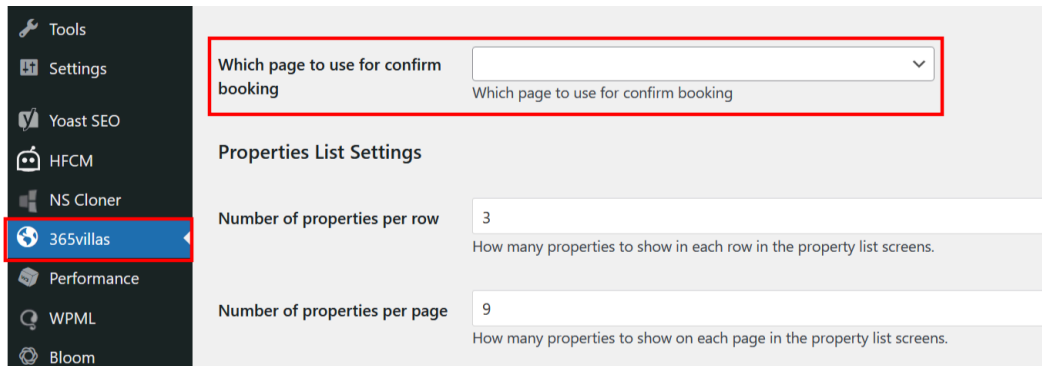 Tools
Settings
Yoast SEO
HFCM
NS Cloner
365villas
Performance
WPML
Bloom
Which page to use for confirm
booking
Which page to use for confirm booking
Properties List Settings
Number of properties per row
3
How many properties to show in each row in the property list screens.
Number of properties per page
9
How many properties to show on each page in the property list screens.